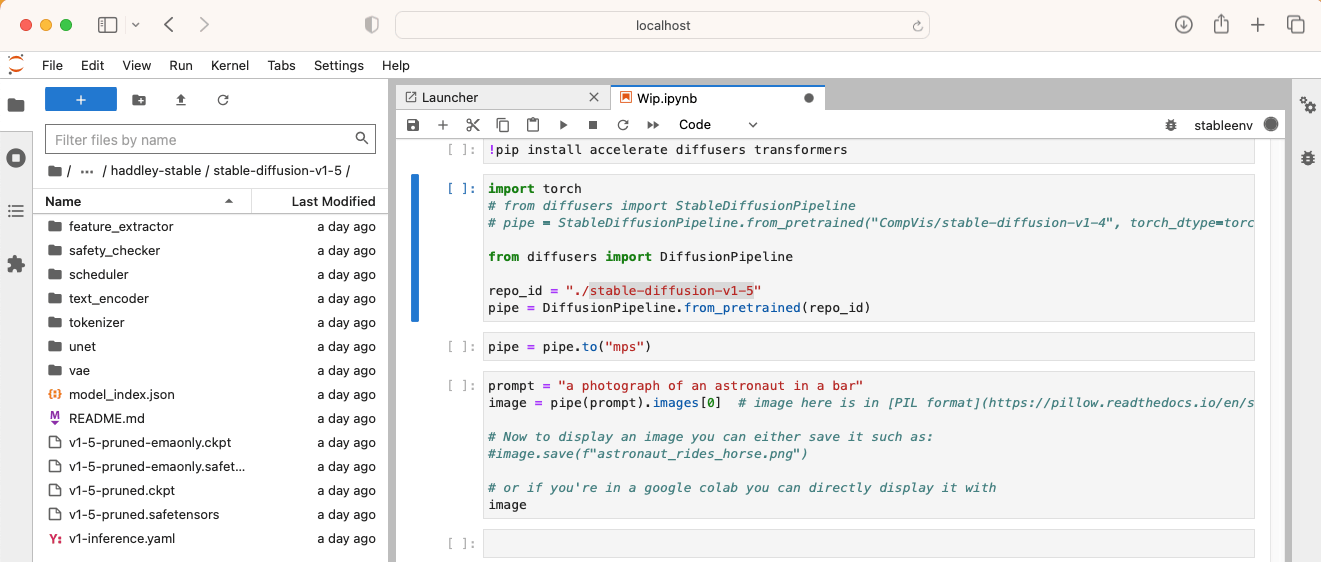 localhost
File Edit View Run Kernel Tabs Settings Help
+
Launcher
Wip.ipynb
Filter files by name
Code
stableenv
/ ··· / haddley-stable / stable-diffusion-v1-5 /
Name Last Modified
feature_extractor a day ago
safety_checker a day ago
scheduler a day ago
text_encoder a day ago
tokenizer a day ago
unet a day ago
vae a day ago
{:} model_index.json a day ago
M README.md a day ago
v1-5-pruned-emaonly.ckpt a day ago
v1-5-pruned-emaonly.safet... a day ago
v1-5-pruned.ckpt a day ago
v1-5-pruned.safetensors a day ago
Y: v1-inference.yaml a day ago
[ ]: !pip install accelerate diffusers transformers
[ ]: import torch
# from diffusers import StableDiffusionPipeline
# pipe = StableDiffusionPipeline.from_pretrained("CompVis/stable-diffusion-v1-4", torch_dtype=torc
from diffusers import DiffusionPipeline
repo_id = "./stable-diffusion-v1-5"
pipe = DiffusionPipeline.from_pretrained(repo_id)
[ ]: pipe = pipe.to("mps")
[ ]: prompt = "a photograph of an astronaut in a bar"
image = pipe(prompt).images[0]  # image here is in [PIL format](https://pillow.readthedocs.io/en/s
# Now to display an image you can either save it such as:
#image.save(f"astronaut_rides_horse.png")
# or if you're in a google colab you can directly display it with
image
[ ]: